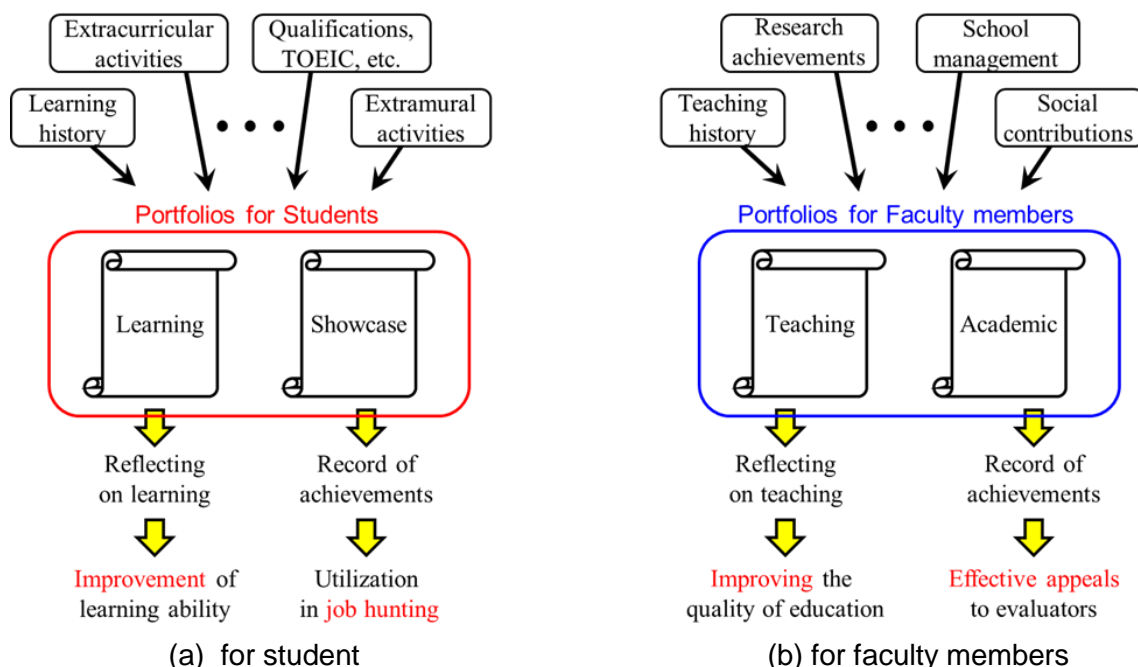 Extracurricular
activities
Qualifications,
TOEIC, etc.
Learning
history
Extramural
activities
Portfolios for Students
Learning
Showcase
Reflecting
on learning
Record of
achievements
Improvement of
learning ability
Utilization
in job hunting
(a) for student
Research
achievements
School
management
Teaching
history
Social
contributions
Portfolios for Faculty members
Teaching
Academic
Reflecting
on teaching
Record of
achievements
Improving the
quality of education
Effective appeals
to evaluators
(b) for faculty members